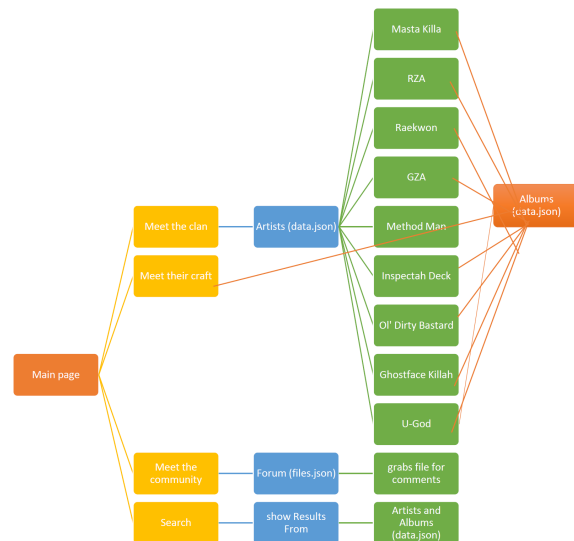 Masta Killa
RZA
Raekwon
GZA
Albums
(data.json)
Meet the clan
Artists (data.json)
Method Man
Meet their craft
Inspectah Deck
Ol' Dirty Bastard
Main page
Ghostface Killah
U-God
Meet the
community
Forum (files.json)
grabs file for
comments
Search
show Results
From
Artists and
Albums
(data.json)